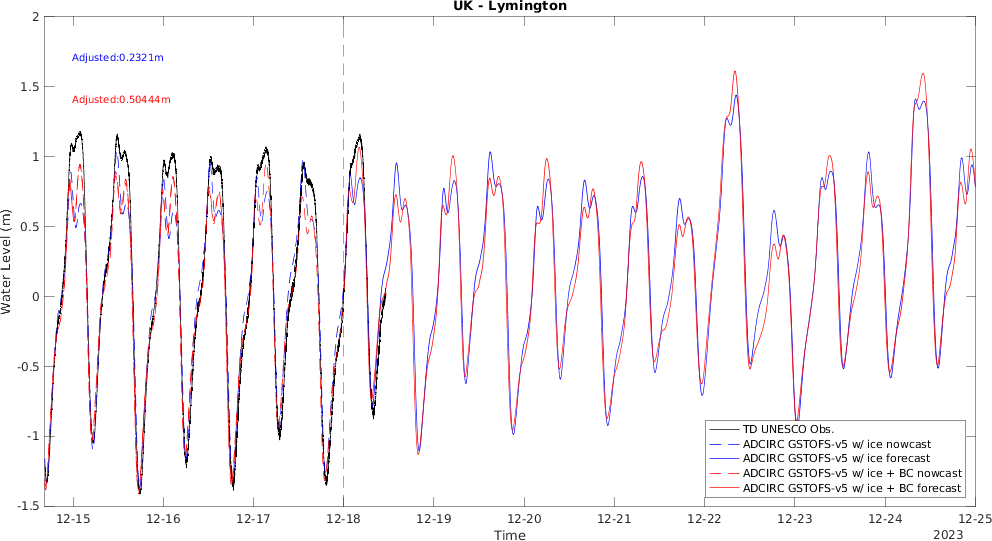 UK - Lymington
Adjusted:0.2321m
Adjusted:0.50444m
Water Level (m)
2
1.5
1
0.5
0
-0.5
-1
-1.5
TD UNESCO Obs.
ADCIRC GSTOFS-v5 w/ ice nowcast
ADCIRC GSTOFS-v5 w/ ice forecast
ADCIRC GSTOFS-v5 w/ ice + BC nowcast
ADCIRC GSTOFS-v5 w/ ice + BC forecast
12-15 12-16 12-17 12-18 12-19 12-20 12-21 12-22 12-23 12-24 12-25
Time
2023